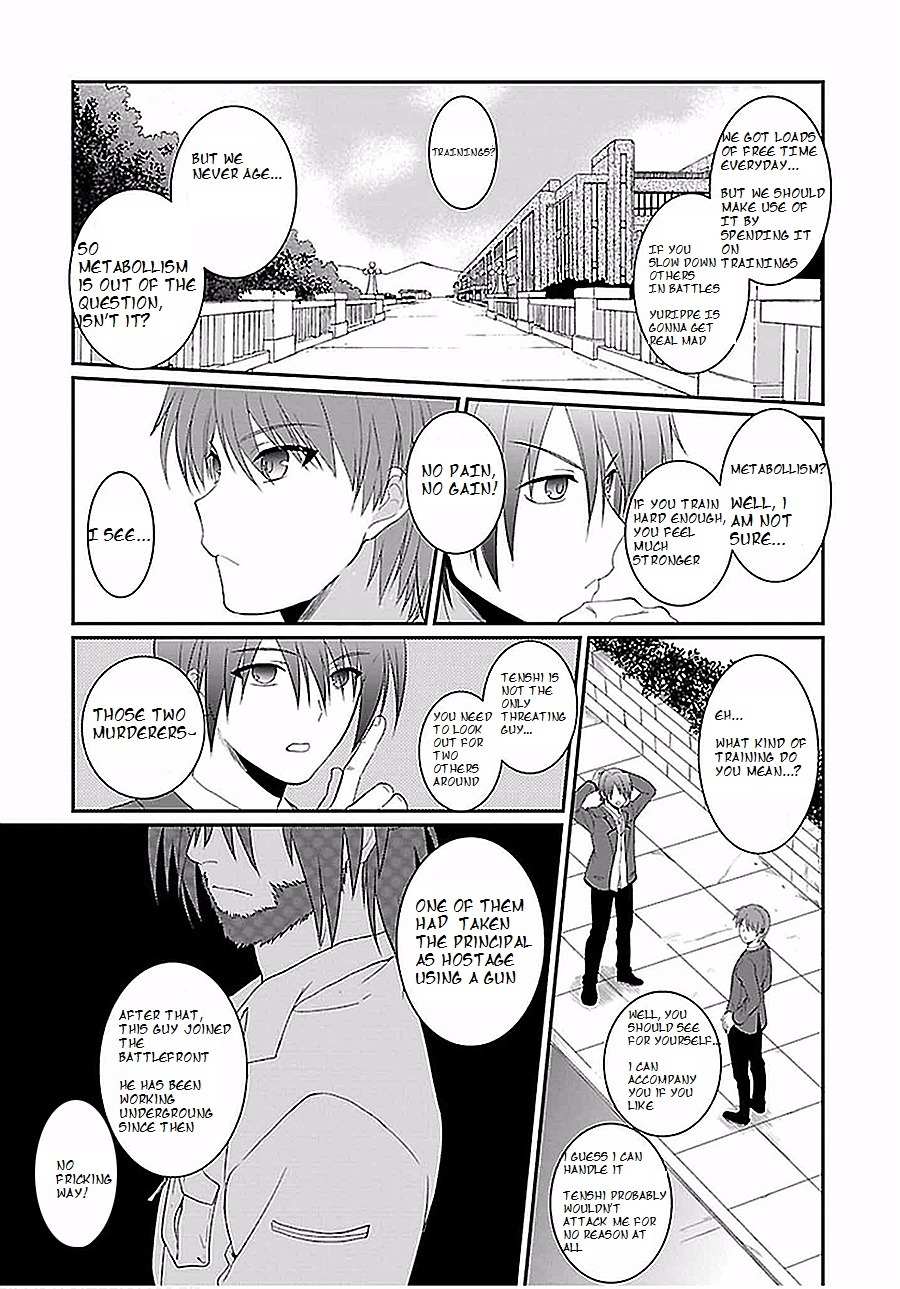 WE GOT LOADS
OF FREE TIME
EVERYDAY...
BUT WE SHOULD
MAKE USE OF
IT BY
SPENDING IT
ON
TRAININGS
IF YOU
SLOW DOWN
OTHERS
IN BATTLES
YURIPPE IS
GONNA GET
REAL MAD
TRAININGS?
BUT WE
NEVER AGE...
SO
METABOLLISM
IS OUT OF THE
QUESTION,
ISN'T IT?
METABOLLISM?
WELL, I
AM NOT
SURE...
IF YOU TRAIN
HARD ENOUGH,
YOU FEEL
MUCH
STRONGER
NO PAIN,
NO GAIN!
I SEE...
EH...
WHAT KIND OF
TRAINING DO
YOU MEAN...?
WELL, YOU
SHOULD SEE
FOR YOURSELF...
I CAN
ACCOMPANY
YOU IF YOU
LIKE
I GUESS I CAN
HANDLE IT
TENSHI PROBABLY
WOULDN'T
ATTACK ME FOR
NO REASON AT
ALL
TENSHI IS
NOT THE
ONLY
THREATING
GUY...
YOU NEED
TO LOOK
OUT FOR
TWO
OTHERS
AROUND
THOSE TWO
MURDERERS~
ONE OF THEM
HAD TAKEN
THE PRINCIPAL
AS HOSTAGE
USING A GUN
AFTER THAT,
THIS GUY JOINED
THE
BATTLEFRONT
HE HAS BEEN
WORKING
UNDERGROUNG
SINCE THEN
NO
FRICKING
WAY!